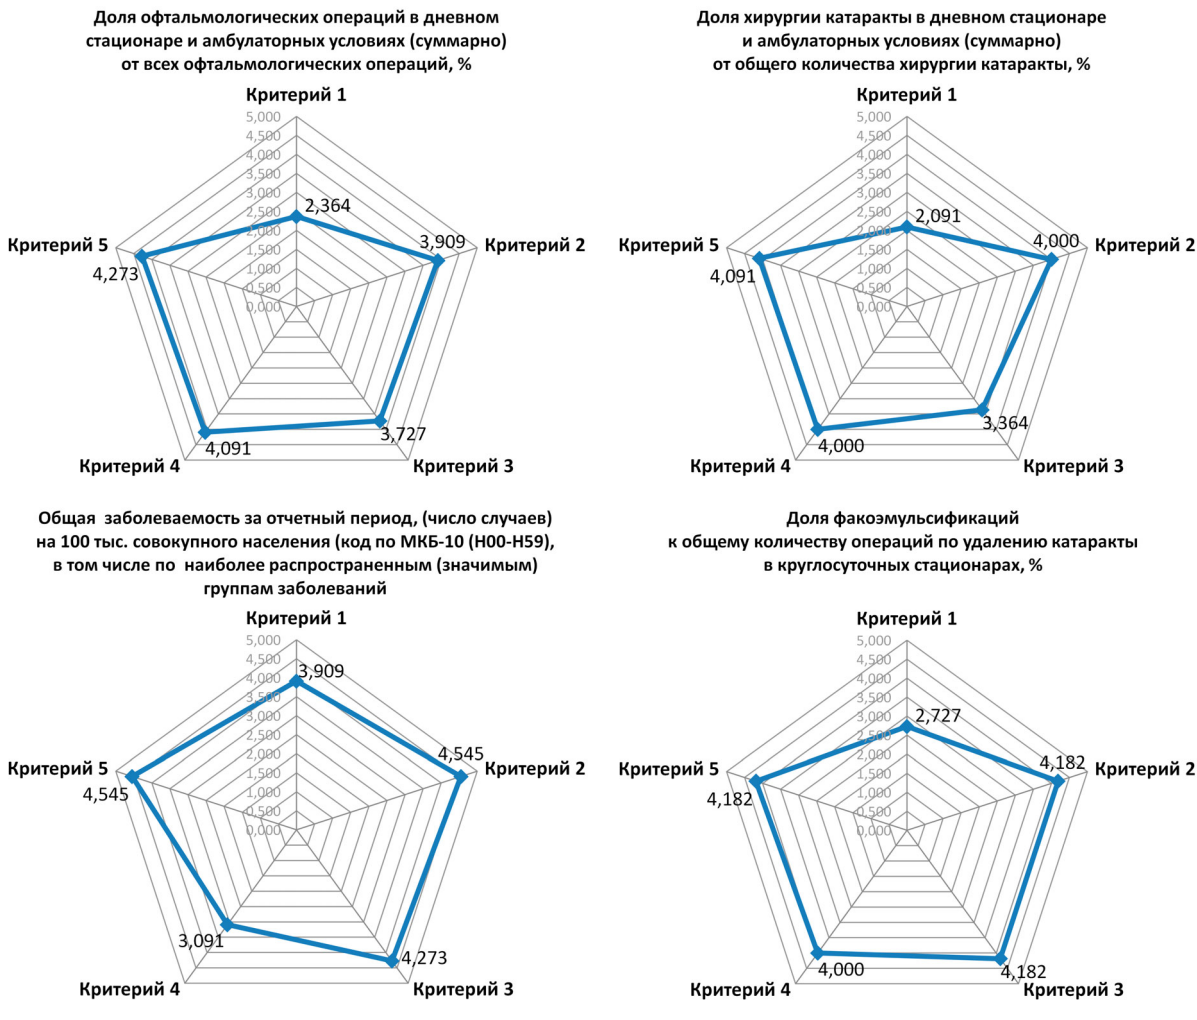 Доля офтальмологических операций в дневном
стационаре и амбулаторных условиях (суммарно)
от всех офтальмологических операций, %
Критерий 1
5,000
4,500
4,000
3,500
3,000
2,500
2,000
1,500
1,000
0,500
0,000
2,364
3,909
Критерий 2
3,727
Критерий 3
4,091
Критерий 4
Критерий 5
4,273
Доля хирургии катаракты в дневном стационаре
и амбулаторных условиях (суммарно)
от общего количества хирургии катаракты, %
Критерий 1
5,000
4,500
4,000
3,500
3,000
2,500
2,000
1,500
1,000
0,500
0,000
2,091
4,000
Критерий 2
3,364
Критерий 3
4,000
Критерий 4
Критерий 5
4,091
Общая заболеваемость за отчетный период, (число случаев)
на 100 тыс. совокупного населения (код по МКБ-10 (H00-H59),
в том числе по наиболее распространенным (значимым)
группам заболеваний
Критерий 1
5,000
4,500
4,000
3,500
3,000
2,500
2,000
1,500
1,000
0,500
0,000
3,909
4,545
Критерий 2
4,273
Критерий 3
3,091
Критерий 4
Критерий 5
4,545
Доля факоэмульсификаций
к общему количеству операций по удалению катаракты
в круглосуточных стационарах, %
Критерий 1
5,000
4,500
4,000
3,500
3,000
2,500
2,000
1,500
1,000
0,500
0,000
2,727
4,182
Критерий 2
4,182
Критерий 3
4,000
Критерий 4
Критерий 5
4,182